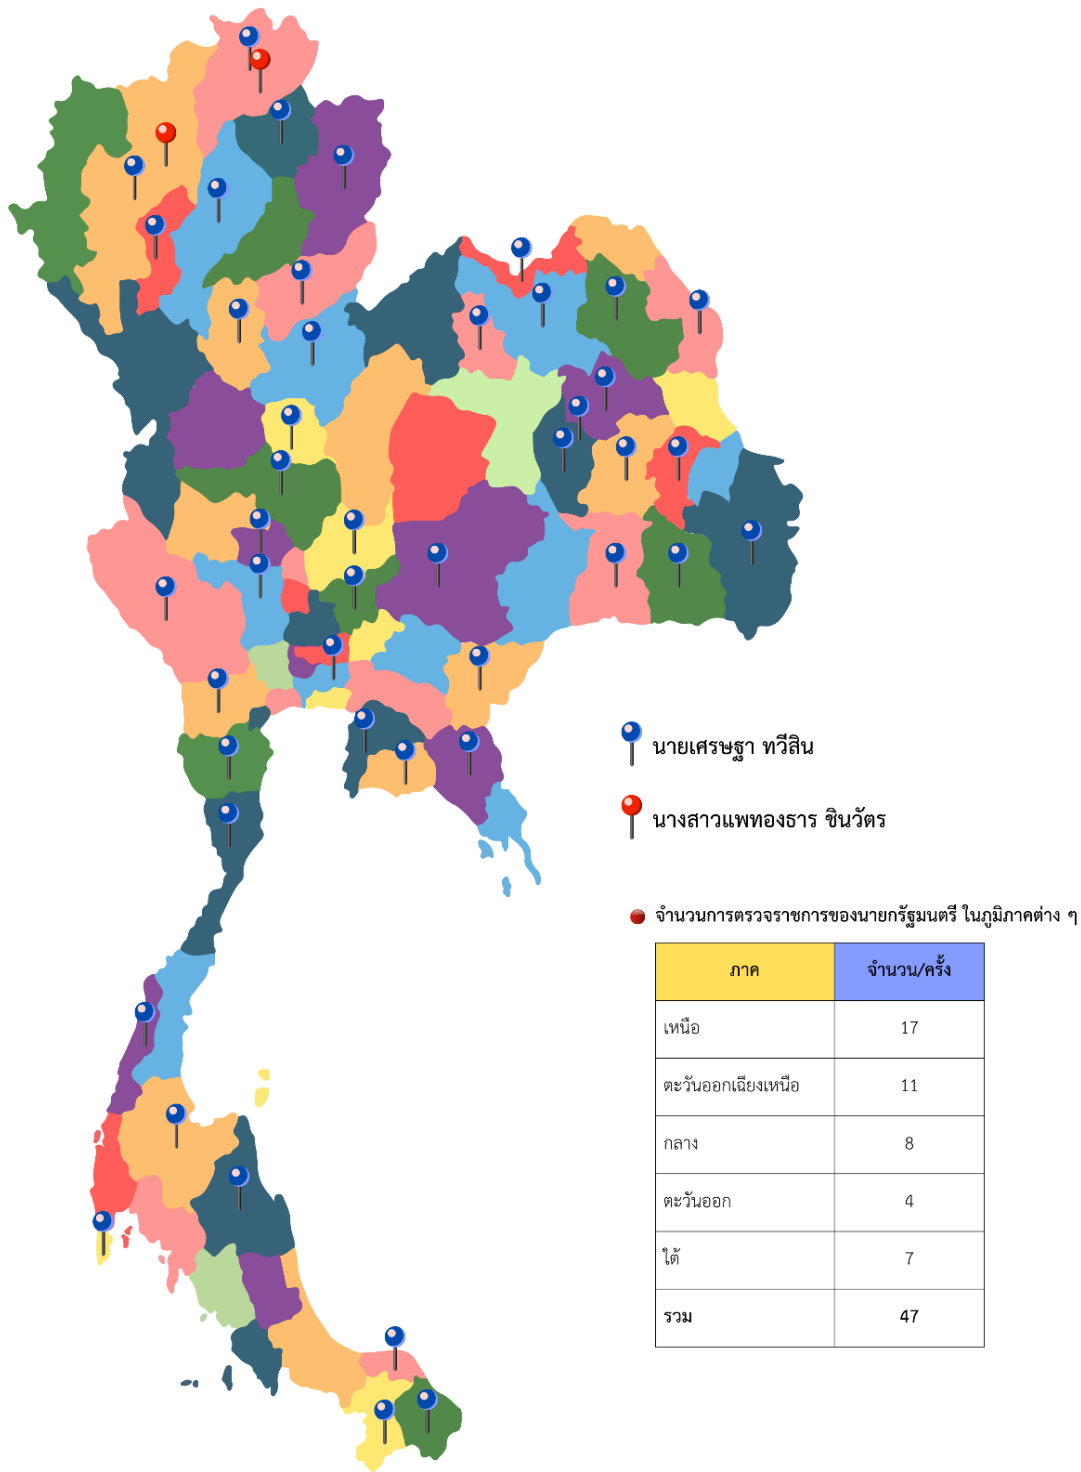 นายเศรษฐา ทวีสิน
นางสาวแพทองธาร ชินวัตร
จำนวนการตรวจราชการของนายกรัฐมนตรี ในภูมิภาคต่าง ๆ
ภาค จำนวน/ครั้ง
เหนือ 17
ตะวันออกเฉียงเหนือ 11
กลาง 8
ตะวันออก 4
ใต้ 7
รวม 47